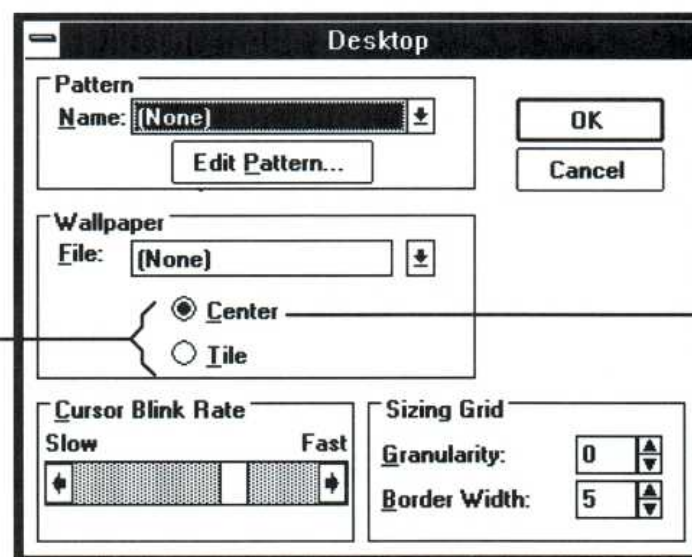 Desktop
Pattern
Name: (None)
Edit Pattern...
OK
Cancel
Wallpaper
File: (None)
Center
Tile
Cursor Blink Rate
Slow Fast
Sizing Grid
Granularity: 0
Border Width: 5